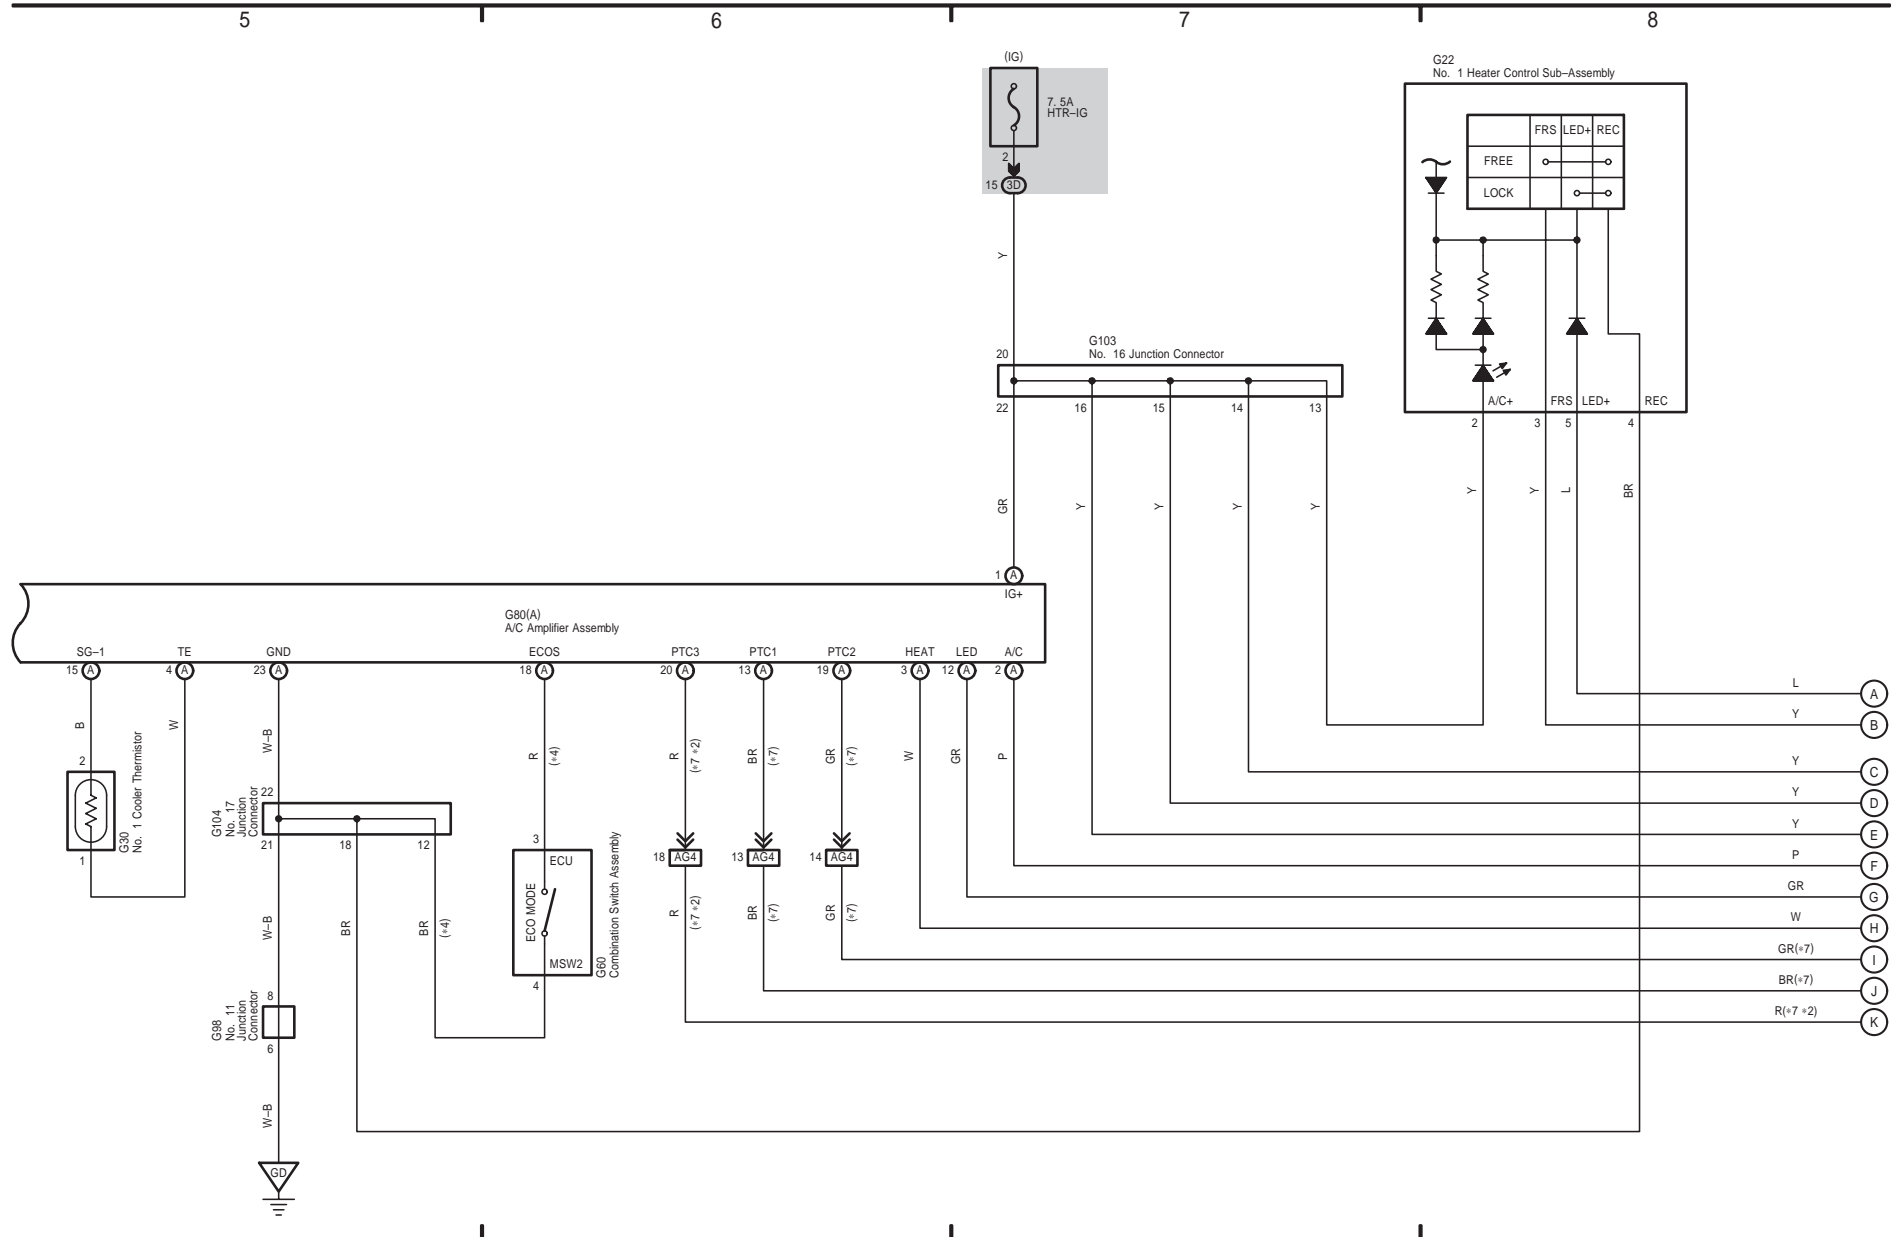 5
6
7
8
(IG)
7. 5A
HTR–IG
2
15
3D
Y
G22
No. 1 Heater Control Sub–Assembly
FRS
LED+
REC
FREE
LOCK
G103
No. 16 Junction Connector
20
22
16
15
14
13
A/C+
FRS
LED+
REC
2
3
5
4
GR
Y
Y
Y
Y
Y
Y
L
BR
1
A
IG+
G80(A)
A/C Amplifier Assembly
SG–1
TE
GND
ECOS
PTC3
PTC1
PTC2
HEAT
LED
A/C
15
A
4
A
23
A
18
A
20
A
13
A
19
A
3
A
12
A
2
A
B
W
W–B
R
(*4)
R
(*7 *2)
BR
(*7)
GR
(*7)
W
GR
P
2
1
G30
No. 1 Cooler Thermistor
G104
No. 17
Junction
Connector
22
21
18
12
3
ECU
ECO MODE
MSW2
4
G60
Combination Switch Assembly
18
AG4
13
AG4
14
AG4
W–B
BR
BR
(*4)
R
(*7 *2)
BR
(*7)
GR
(*7)
G98
No. 11
Junction
Connector
8
6
W–B
GD
L
A
Y
B
Y
C
Y
D
Y
E
P
F
GR
G
W
H
GR(*7)
I
BR(*7)
J
R(*7 *2)
K